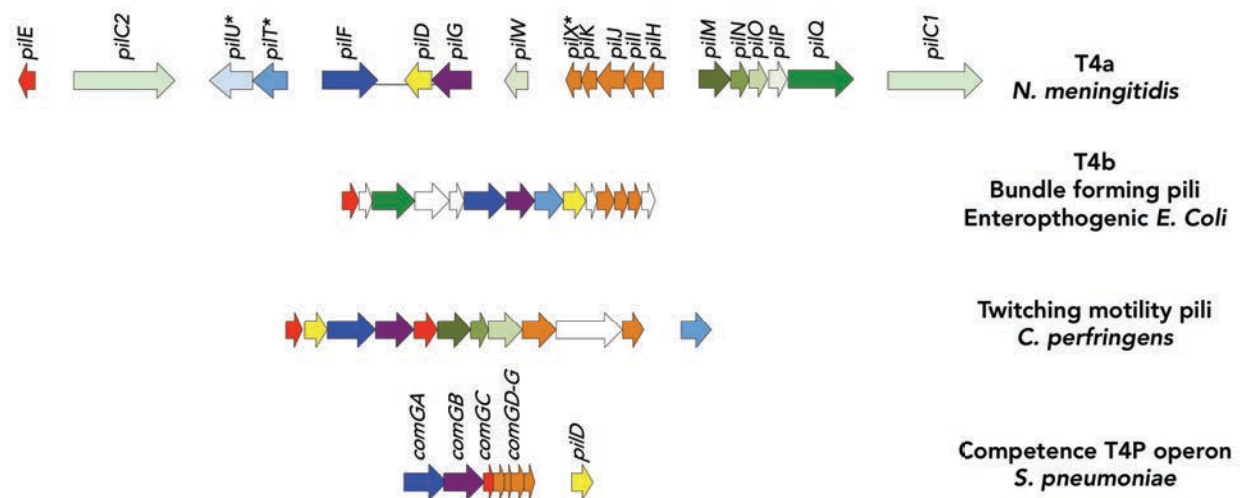 pilE
pilC2
pilU*
pilT*
pilF
pilD
pilG
pilW
pilX*
pilK
pilJ
pilI
pilH
pilM
pilN
pilO
pilP
pilQ
pilC1
T4a
N. meningitidis
T4b
Bundle forming pili
Enteropthogenic E. Coli
Twitching motility pili
C. perfringens
comGA
comGB
comGC
comGD-G
pilD
Competence T4P operon
S. pneumoniae